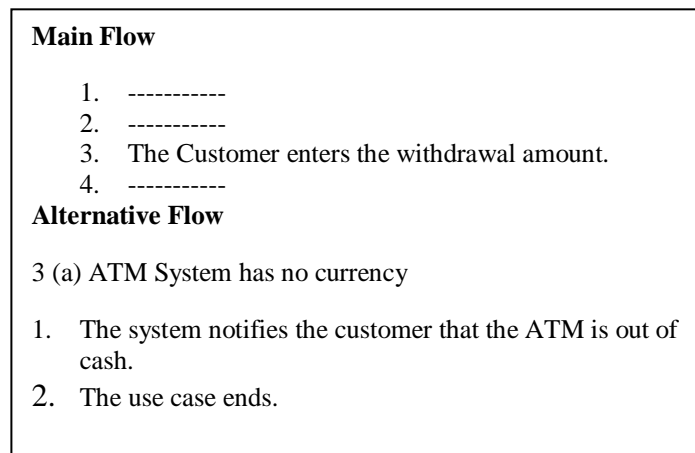 Main Flow
1. -----------
2. -----------
3. The Customer enters the withdrawal amount.
4. -----------
Alternative Flow
3 (a) ATM System has no currency
1. The system notifies the customer that the ATM is out of
cash.
2. The use case ends.